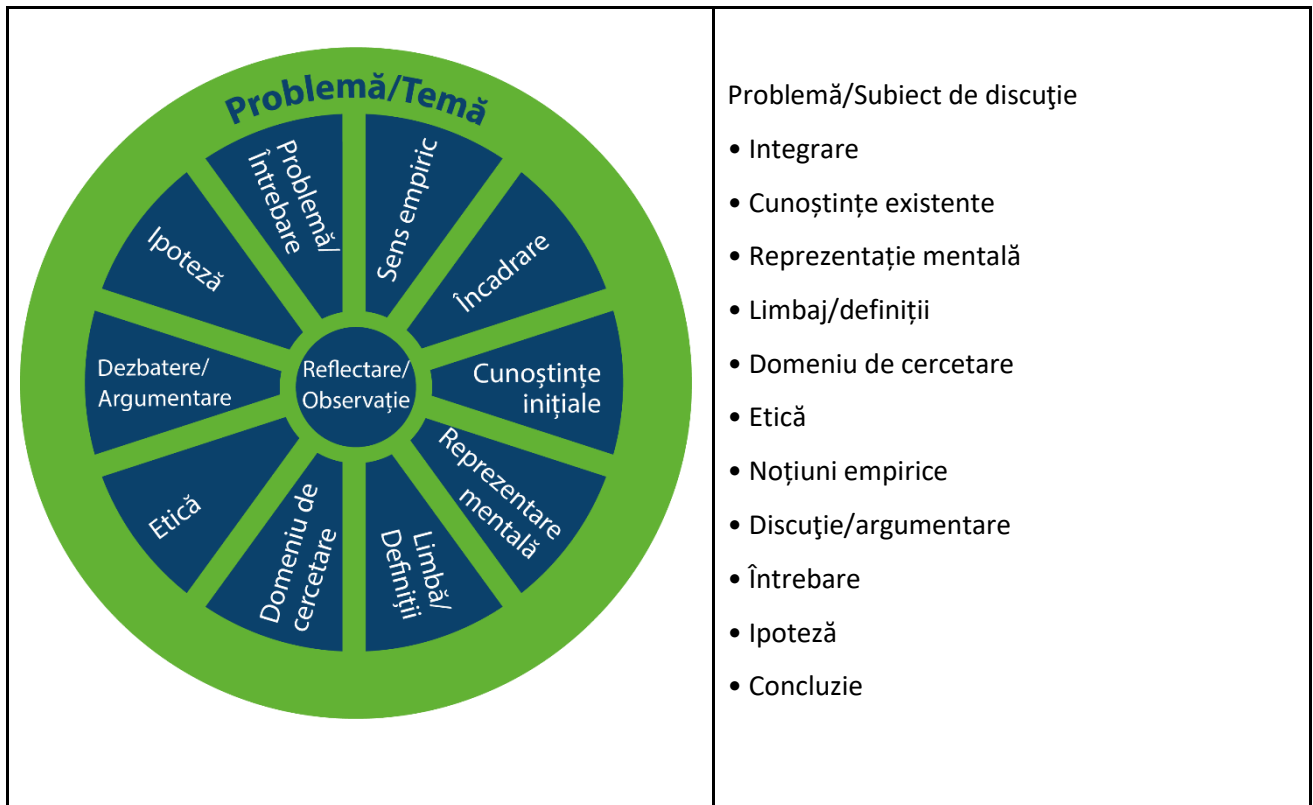 Problemă/Temă
Problemă/
Întrebare
Sens empiric
Încadrare
Cunoștințe
inițiale
Reprezentare
mentală
Limbă/
Definiții
Domeniu de
cercetare
Etică
Dezbatere/
Argumentare
Ipoteză
Reflectare/
Observație
Problemă/Subiect de discuţie
• Integrare
• Cunoștințe existente
• Reprezentație mentală
• Limbaj/definiții
• Domeniu de cercetare
• Etică
• Noțiuni empirice
• Discuţie/argumentare
• Întrebare
• Ipoteză
• Concluzie